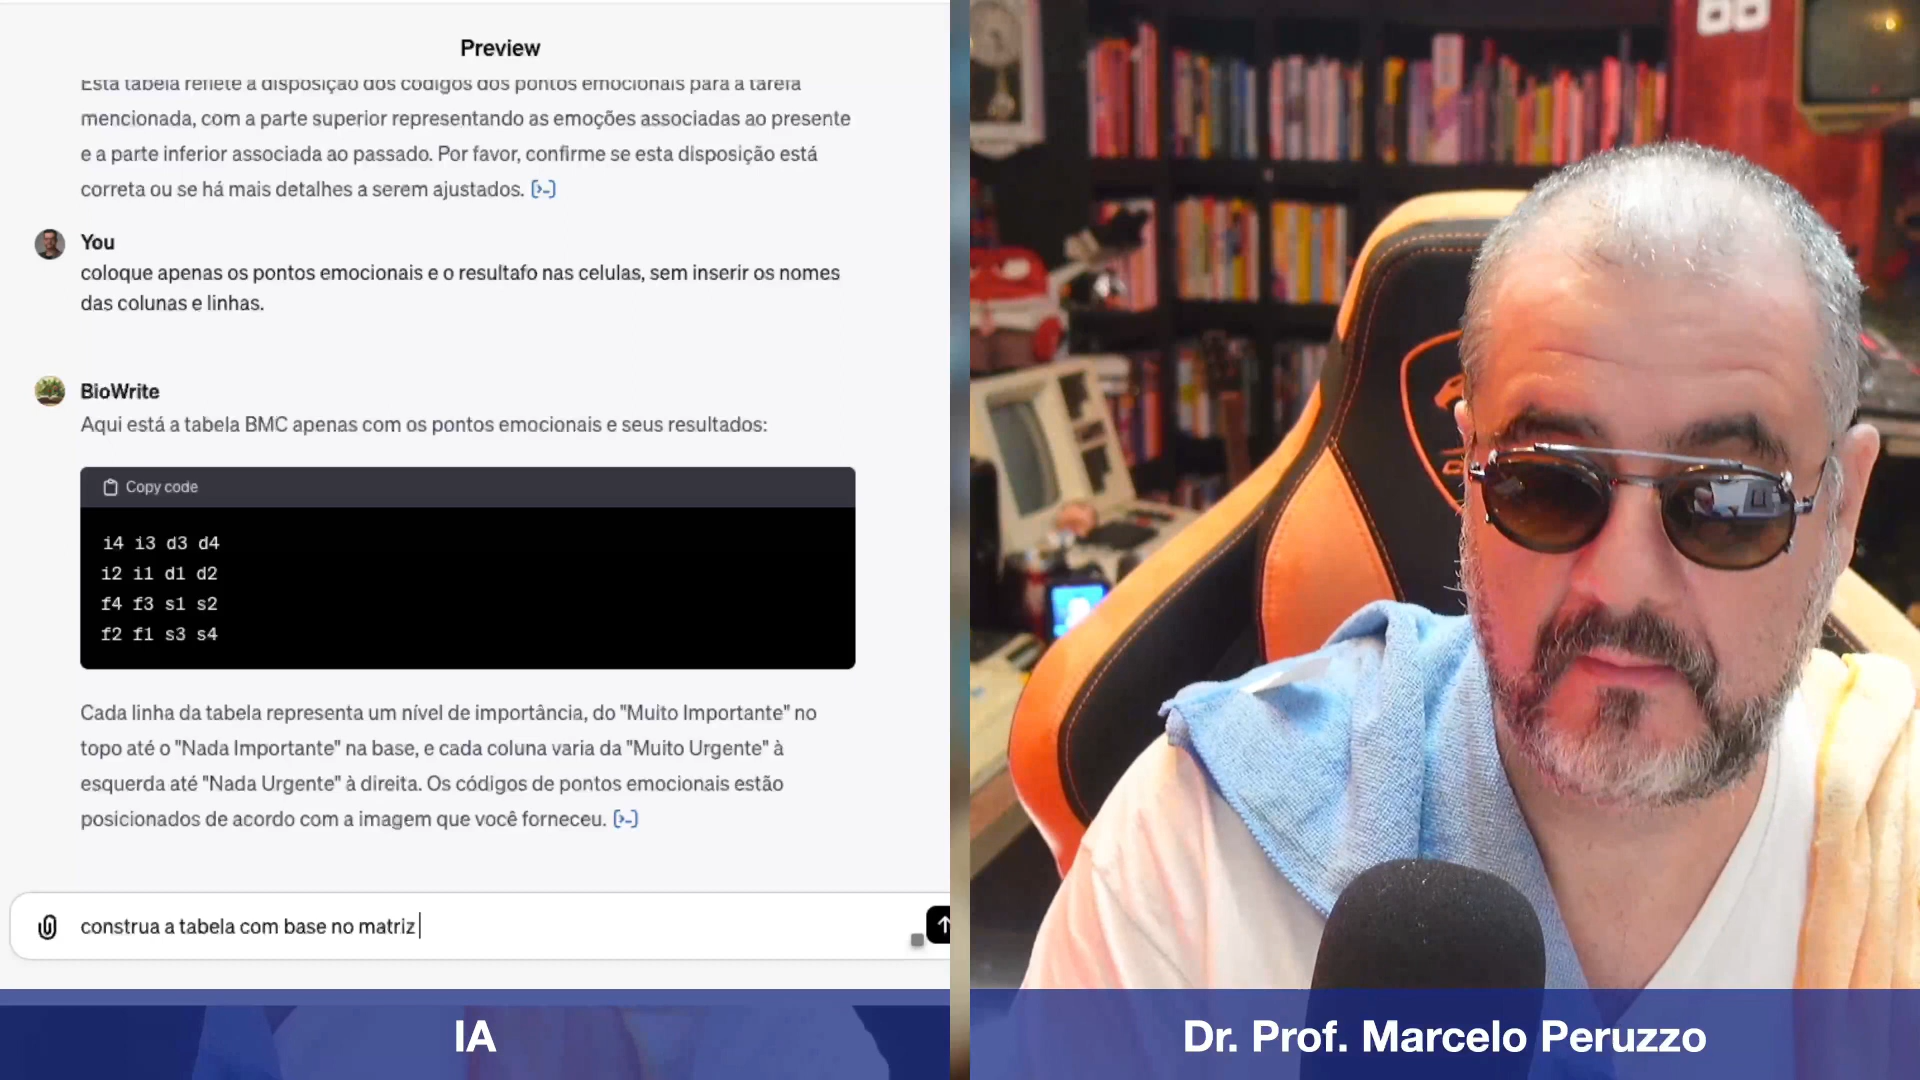 Preview
Esta tabela reflete a disposição dos códigos dos pontos emocionais para a tarefa
mencionada, com a parte superior representando as emoções associadas ao presente
e a parte inferior associada ao passado. Por favor, confirme se esta disposição está
correta ou se há mais detalhes a serem ajustados. [>-]
You
coloque apenas os pontos emocionais e o resultafo nas celulas, sem inserir os nomes
das colunas e linhas.
BioWrite
Aqui está a tabela BMC apenas com os pontos emocionais e seus resultados:
Copy code
i4 i3 d3 d4
i2 i1 d1 d2
f4 f3 s1 s2
f2 f1 s3 s4
Cada linha da tabela representa um nível de importância, do "Muito Importante" no
topo até o "Nada Importante" na base, e cada coluna varia da "Muito Urgente" à
esquerda até "Nada Urgente" à direita. Os códigos de pontos emocionais estão
posicionados de acordo com a imagem que você forneceu. [>-]
construa a tabela com base no matriz
IA
Dr. Prof. Marcelo Peruzzo